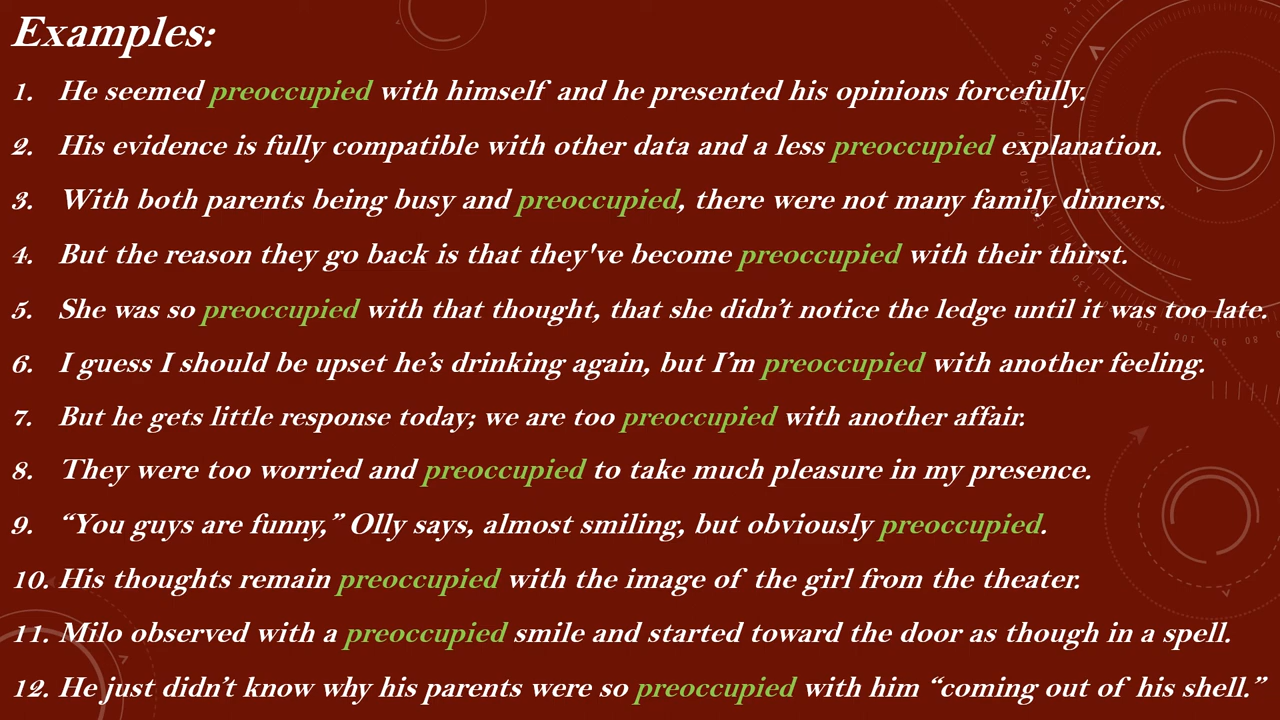 Examples:
1. He seemed preoccupied with himself and he presented his opinions forcefully.
2. His evidence is fully compatible with other data and a less preoccupied explanation.
3. With both parents being busy and preoccupied, there were not many family dinners.
4. But the reason they go back is that they've become preoccupied with their thirst.
5. She was so preoccupied with that thought, that she didn’t notice the ledge until it was too late.
6. I guess I should be upset he’s drinking again, but I’m preoccupied with another feeling.
7. But he gets little response today; we are too preoccupied with another affair.
8. They were too worried and preoccupied to take much pleasure in my presence.
9. “You guys are funny,” Olly says, almost smiling, but obviously preoccupied.
10. His thoughts remain preoccupied with the image of the girl from the theater.
11. Milo observed with a preoccupied smile and started toward the door as though in a spell.
12. He just didn’t know why his parents were so preoccupied with him “coming out of his shell.”